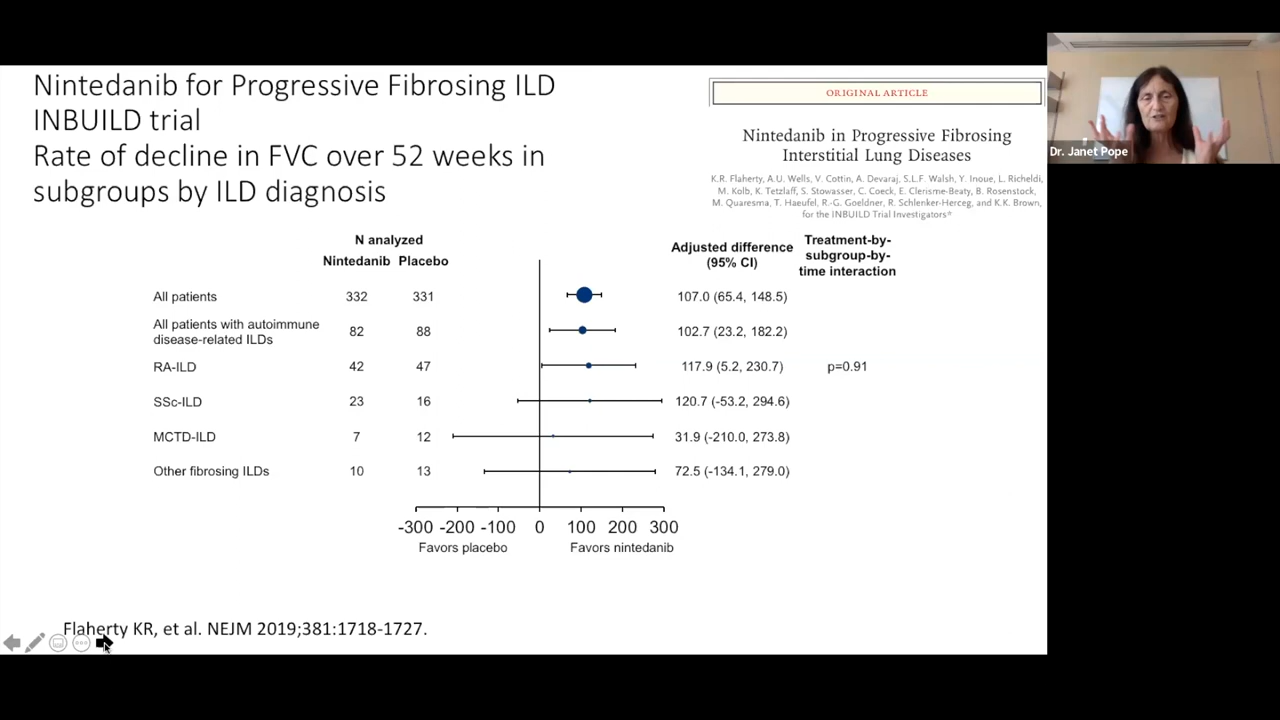 Nintedanib for Progressive Fibrosing ILD
INBUILD trial
Rate of decline in FVC over 52 weeks in
subgroups by ILD diagnosis
ORIGINAL ARTICLE
Nintedanib in Progressive Fibrosing
Interstitial Lung Diseases
K.R. Flaherty, A.U. Wells, V. Cottin, A. Devaraj, S.L.F. Walsh, Y. Inoue, L. Richeldi,
M. Kolb, K. Tetzlaff, S. Stowasser, C. Coeck, E. Clerisme-Beaty, B. Rosenstock,
M. Quaresma, T. Haeufel, R.-G. Goeldner, R. Schlenker-Herceg, and K.K. Brown,
for the INBUILD Trial Investigators*
Dr. Janet Pope
N analyzed
Nintedanib Placebo
Adjusted difference
(95% CI)
Treatment-by-
subgroup-by-
time interaction
All patients 332 331 107.0 (65.4, 148.5)
All patients with autoimmune
disease-related ILDs 82 88 102.7 (23.2, 182.2)
RA-ILD 42 47 117.9 (5.2, 230.7) p=0.91
SSc-ILD 23 16 120.7 (-53.2, 294.6)
MCTD-ILD 7 12 31.9 (-210.0, 273.8)
Other fibrosing ILDs 10 13 72.5 (-134.1, 279.0)
-300 -200 -100 0 100 200 300
Favors placebo Favors nintedanib
Flaherty KR, et al. NEJM 2019;381:1718-1727.